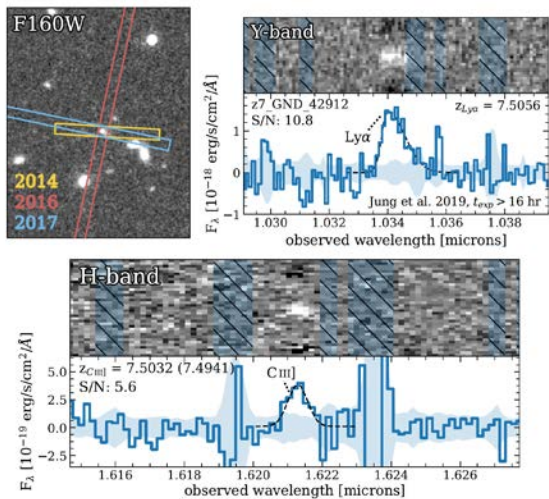 F160W
2014
2016
2017
Y-band
z7_GND_42912
S/N: 10.8
z_Lyα = 7.5056
Lyα
Jung et al. 2019, t_exp > 16 hr
F_λ [10⁻¹⁸ erg/s/cm²/Å]
1
0
−1
1.030 1.032 1.034 1.036 1.038
observed wavelength [microns]
H-band
z_CIII] = 7.5032 (7.4941)
S/N: 5.6
CIII]
F_λ [10⁻¹⁹ erg/s/cm²/Å]
5.0
2.5
0.0
−2.5
1.616 1.618 1.620 1.622 1.624 1.626
observed wavelength [microns]